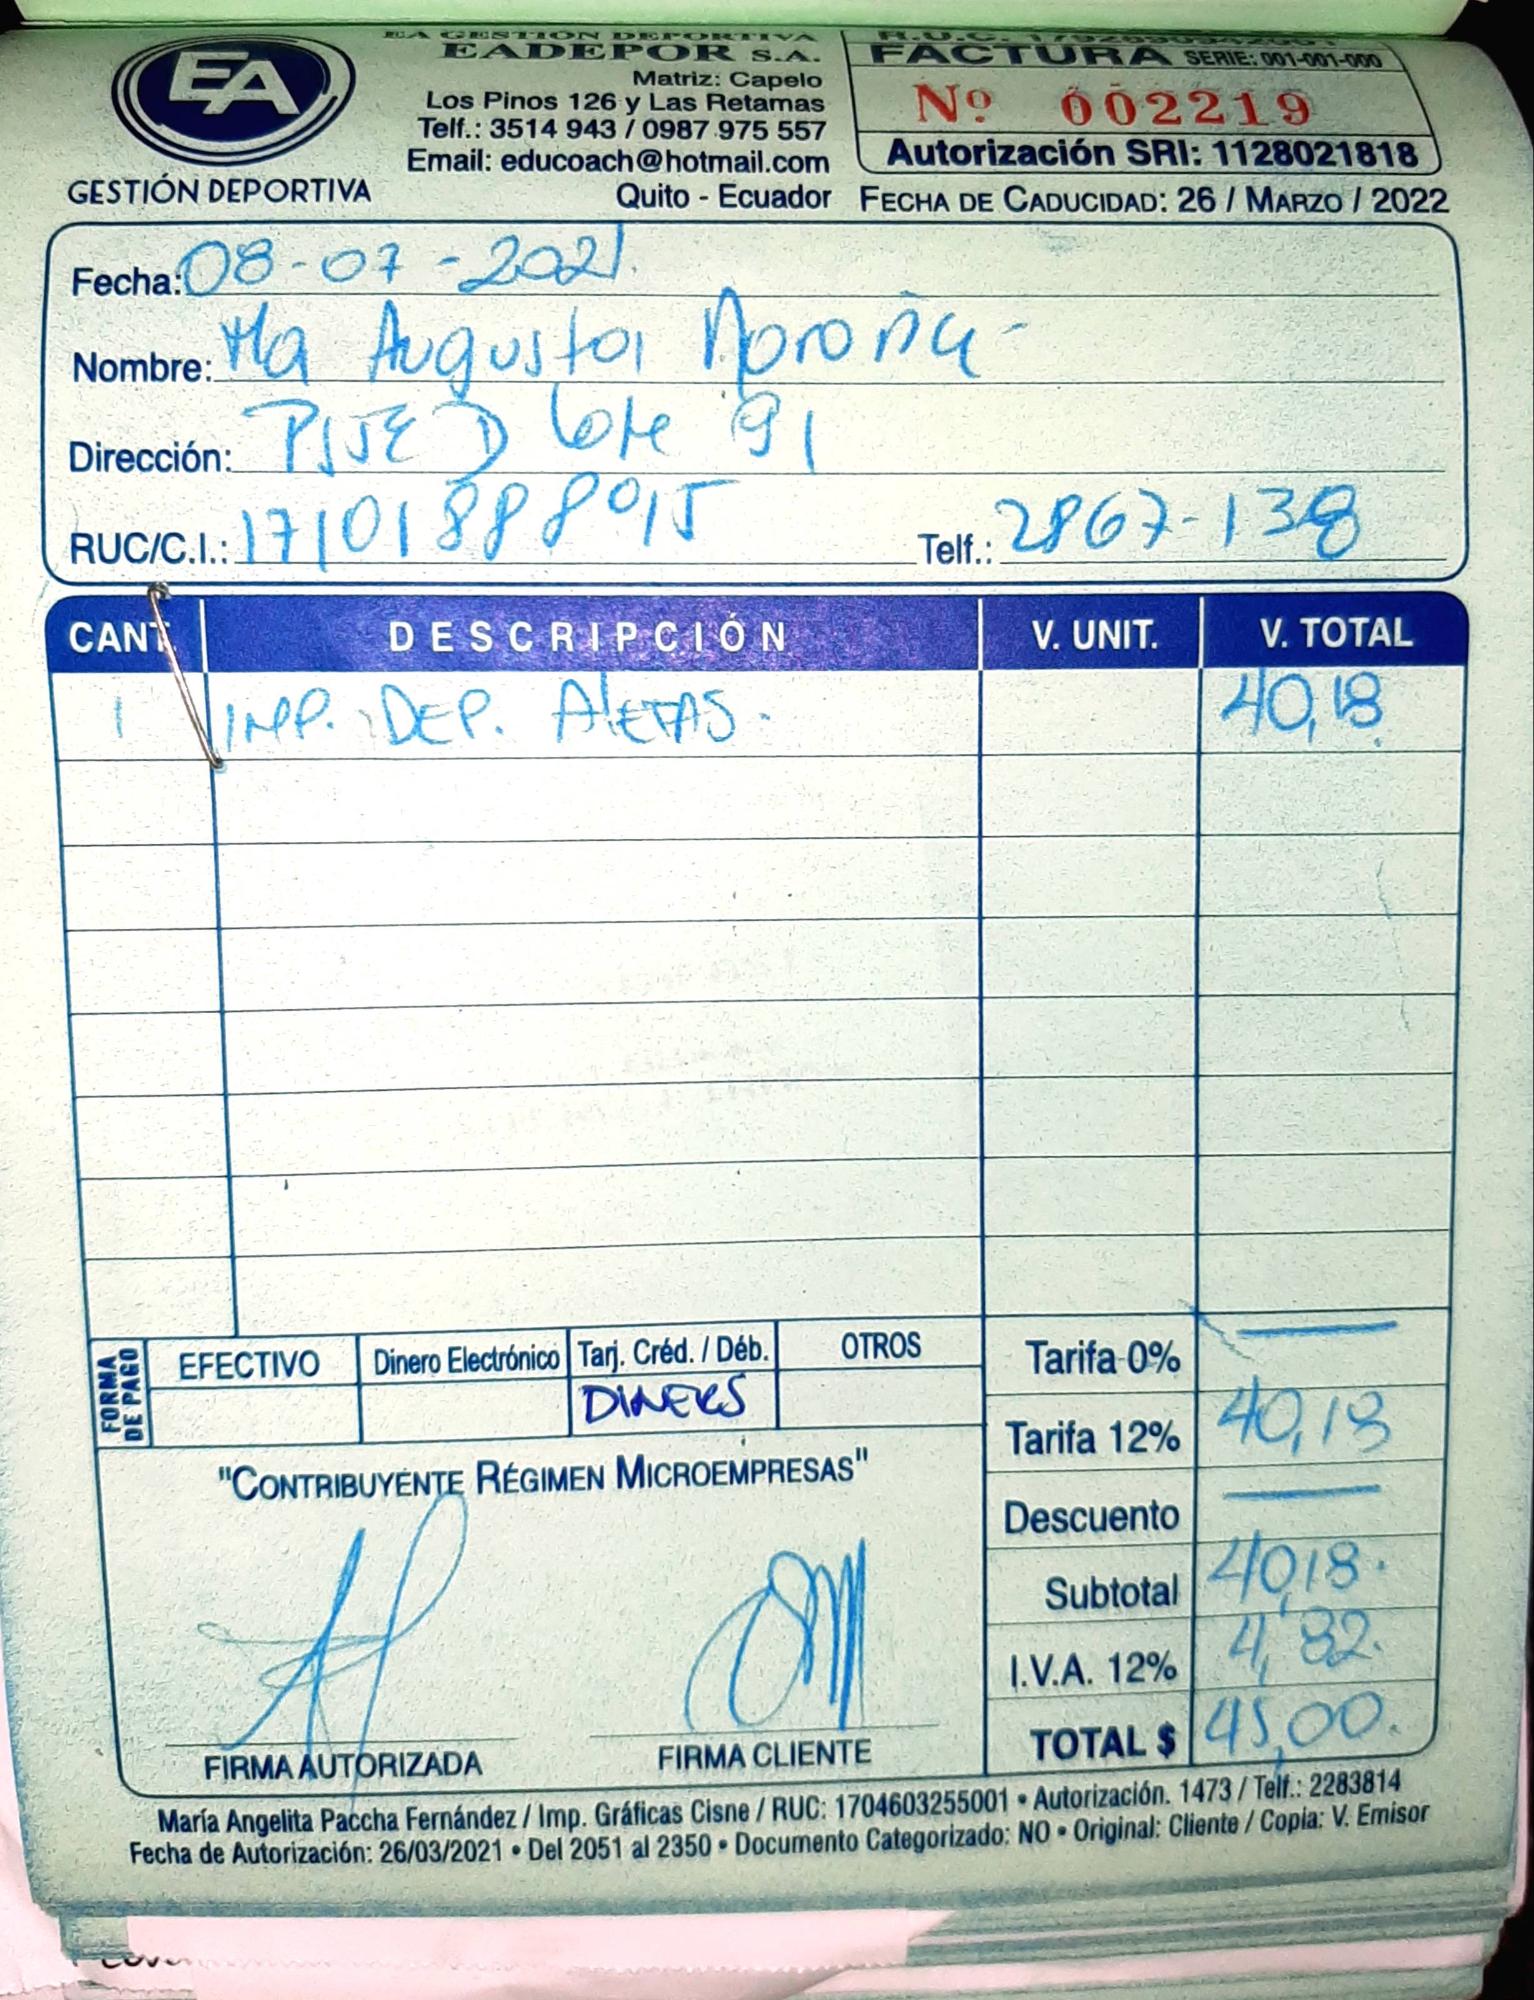 EA GESTIÓN DEPORTIVA
EADEPOR S.A.
Matriz: Capelo
Los Pinos 126 y Las Retamas
Telf.: 3514 943 / 0987 975 557
Email: educoach@hotmail.com
Quito - Ecuador
EA
GESTIÓN DEPORTIVA
R.U.C.
FACTURA SERIE: 001-001-000
Nº 002219
Autorización SRI: 1128021818
FECHA DE CADUCIDAD: 26 / MARZO / 2022
Fecha: 08-07-2021.
Nombre: Ma Augusta Noroña
Dirección: PSJE D lote 91
RUC/C.I.: Telf.: 2867-138
CANT. DESCRIPCIÓN V. UNIT. V. TOTAL
1 IMP. DEP. AlETAS. 40,18
FORMA DE PAGO
EFECTIVO Dinero Electrónico Tarj. Créd. / Déb. OTROS
DINERS
Tarifa 0%
Tarifa 12% 40,18
Descuento
Subtotal 40,18.
I.V.A. 12% 4,82.
TOTAL $ 45,00.
"CONTRIBUYENTE RÉGIMEN MICROEMPRESAS"
FIRMA AUTORIZADA FIRMA CLIENTE
María Angelita Paccha Fernández / Imp. Gráficas Cisne / RUC: 1704603255001 • Autorización. 1473 / Telf.: 2283814
Fecha de Autorización: 26/03/2021 • Del 2051 al 2350 • Documento Categorizado: NO • Original: Cliente / Copia: V. Emisor